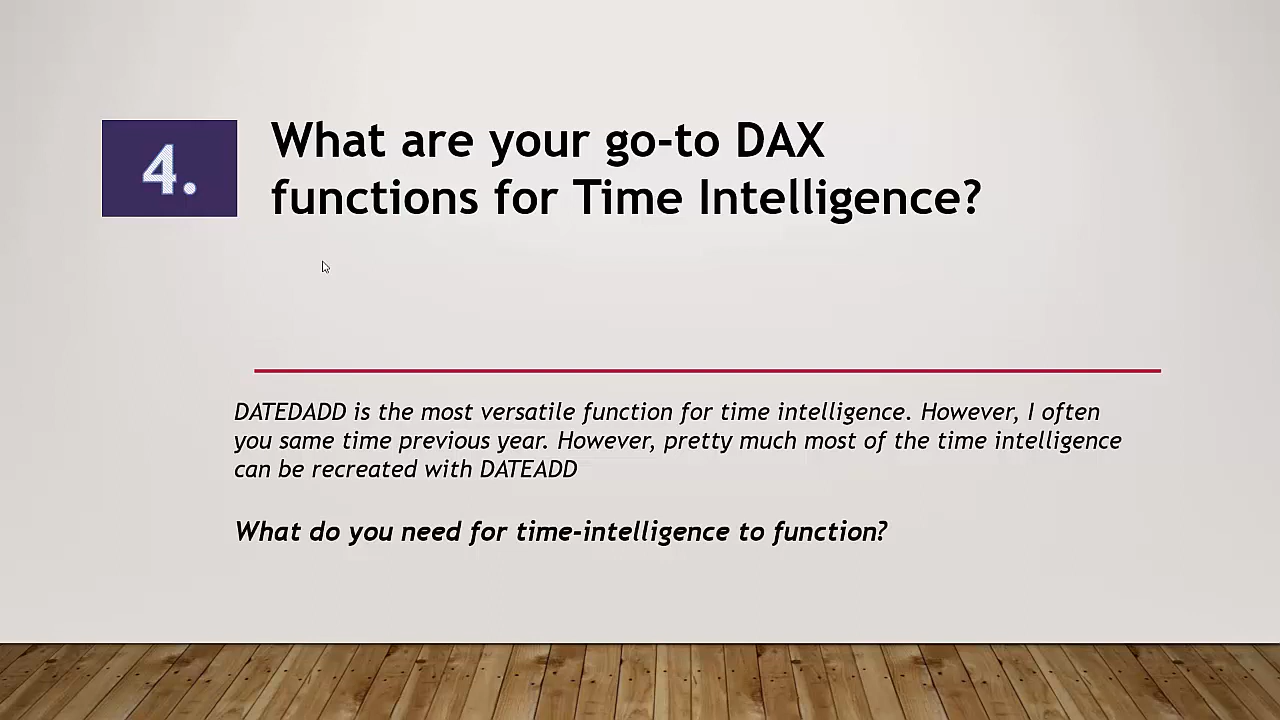 4.
What are your go-to DAX
functions for Time Intelligence?
DATEDADD is the most versatile function for time intelligence. However, I often
you same time previous year. However, pretty much most of the time intelligence
can be recreated with DATEADD
What do you need for time-intelligence to function?